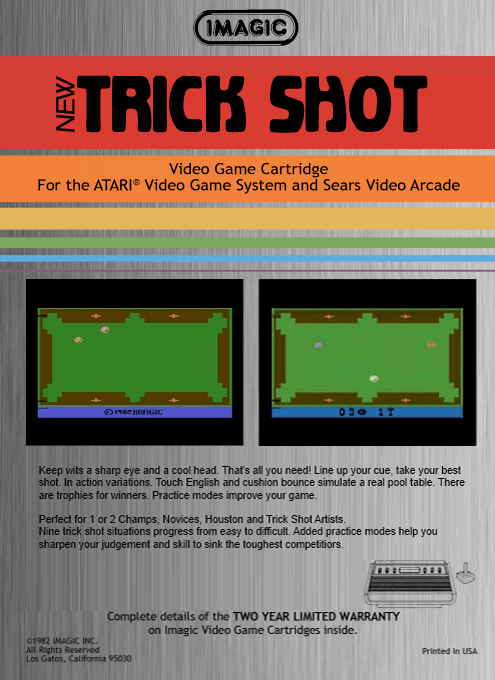 IMAGIC
NEW TRICK SHOT
Video Game Cartridge
For the ATARI® Video Game System and Sears Video Arcade
©1982 IMAGIC
03 1T
Keep wits a sharp eye and a cool head. That's all you need! Line up your cue, take your best
shot. In action variations. Touch English and cushion bounce simulate a real pool table. There
are trophies for winners. Practice modes improve your game.
Perfect for 1 or 2 Champs, Novices, Houston and Trick Shot Artists.
Nine trick shot situations progress from easy to difficult. Added practice modes help you
sharpen your judgement and skill to sink the toughest competitiors.
Complete details of the TWO YEAR LIMITED WARRANTY
on Imagic Video Game Cartridges inside.
©1982 IMAGIC INC.
All Rights Reserved
Los Gatos, California 95030
Printed in USA